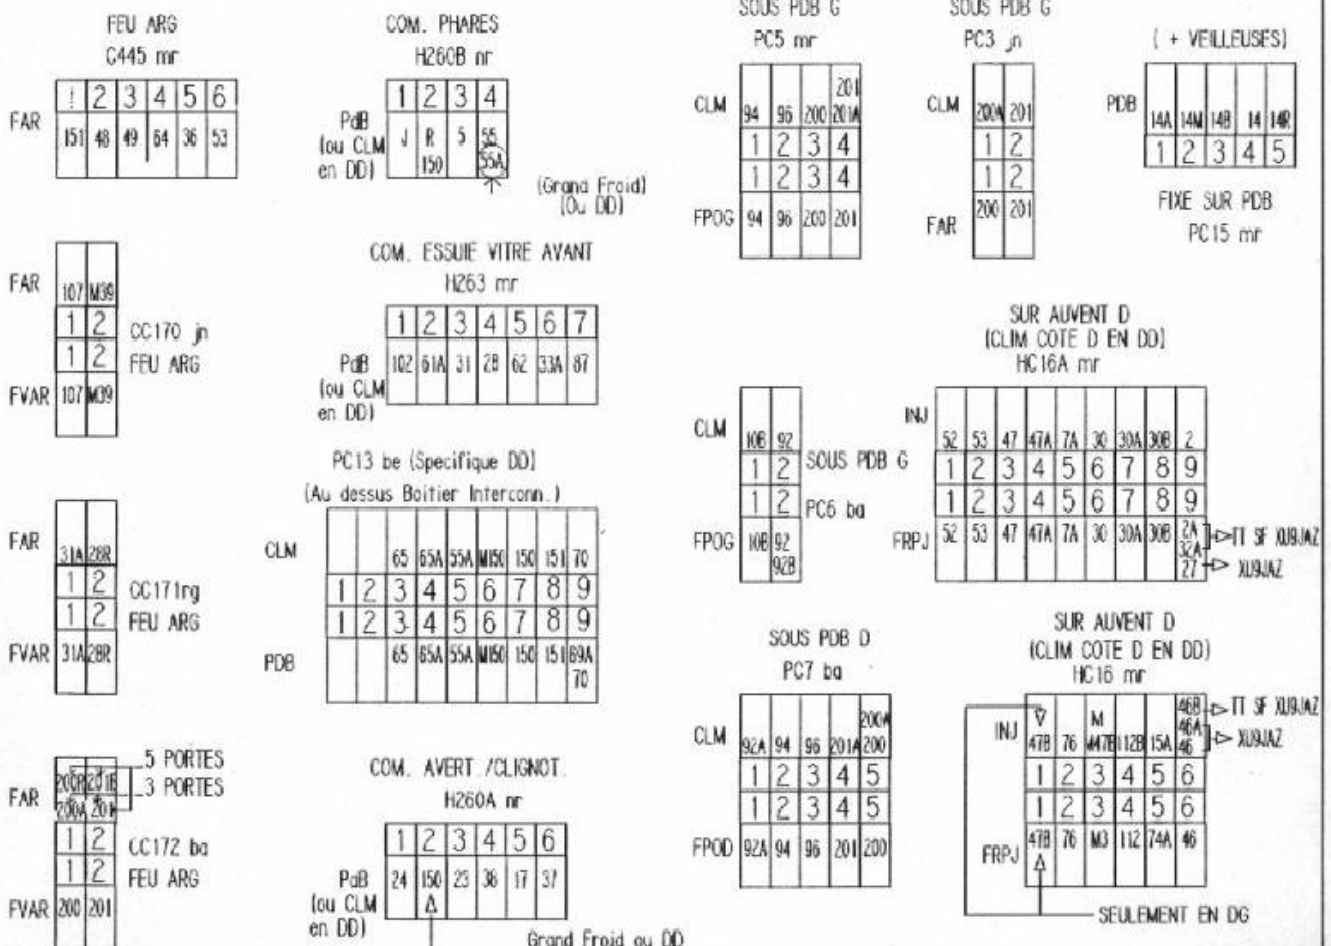 FEU ARG
C445 mr
FAR
1 2 3 4 5 6
151 48 49 64 36 53
FAR
107 M39
1 2
CC170 jn
1 2
FEU ARG
FVAR
107 M39
FAR
31A 28R
1 2
CC171rg
1 2
FEU ARG
FVAR
31A 28R
5 PORTES
3 PORTES
FAR
200R 201B
200A 201A
1 2
CC172 ba
1 2
FEU ARG
FVAR
200 201
COM. PHARES
H260B nr
1 2 3 4
PdB
(ou CLM
en DD)
J R 5 55
150 55A
(Grand Froid)
(Ou DD)
COM. ESSUIE VITRE AVANT
H263 mr
1 2 3 4 5 6 7
PdB
(ou CLM
en DD)
102 61A 31 28 62 33A 87
PC13 be (Specifique DD)
(Au dessus Boitier Interconn.)
CLM
65 65A 55A M150 150 151 70
1 2 3 4 5 6 7 8 9
1 2 3 4 5 6 7 8 9
PDB
65 65A 55A M150 150 151 69A
70
COM. AVERT./CLIGNOT.
H260A nr
1 2 3 4 5 6
PdB
(ou CLM
en DD)
24 150 23 38 17 37
Grand Froid ou DD
SOUS PDB G
PC5 mr
CLM
201
94 96 200 201A
1 2 3 4
1 2 3 4
FPOG
94 96 200 201
SOUS PDB G
PC3 jn
CLM
200A 201
1 2
1 2
FAR
200 201
( + VEILLEUSES)
PDB
14A 14M 14B 14 14R
1 2 3 4 5
FIXE SUR PDB
PC15 mr
CLM
10B 92
1 2
SOUS PDB G
1 2
PC6 ba
FPOG
10B 92
92B
SUR AUVENT D
(CLIM COTE D EN DD)
HC16A mr
INJ
52 53 47 47A 7A 30 30A 30B 2
1 2 3 4 5 6 7 8 9
1 2 3 4 5 6 7 8 9
FRPJ
52 53 47 47A 7A 30 30A 30B 2A
32A
TT SF XU9JAZ
27
XU9JAZ
SOUS PDB D
PC7 ba
CLM
200A
92A 94 96 201A 200
1 2 3 4 5
1 2 3 4 5
FPOD
92A 94 96 201 200
SUR AUVENT D
(CLIM COTE D EN DD)
HC16 mr
INJ
46B
TT SF XU9JAZ
M 46A
47B 76 M47B 112B 15A 46
XU9JAZ
1 2 3 4 5 6
1 2 3 4 5 6
FRPJ
47B 76 M3 112 74A 46
SEULEMENT EN DG